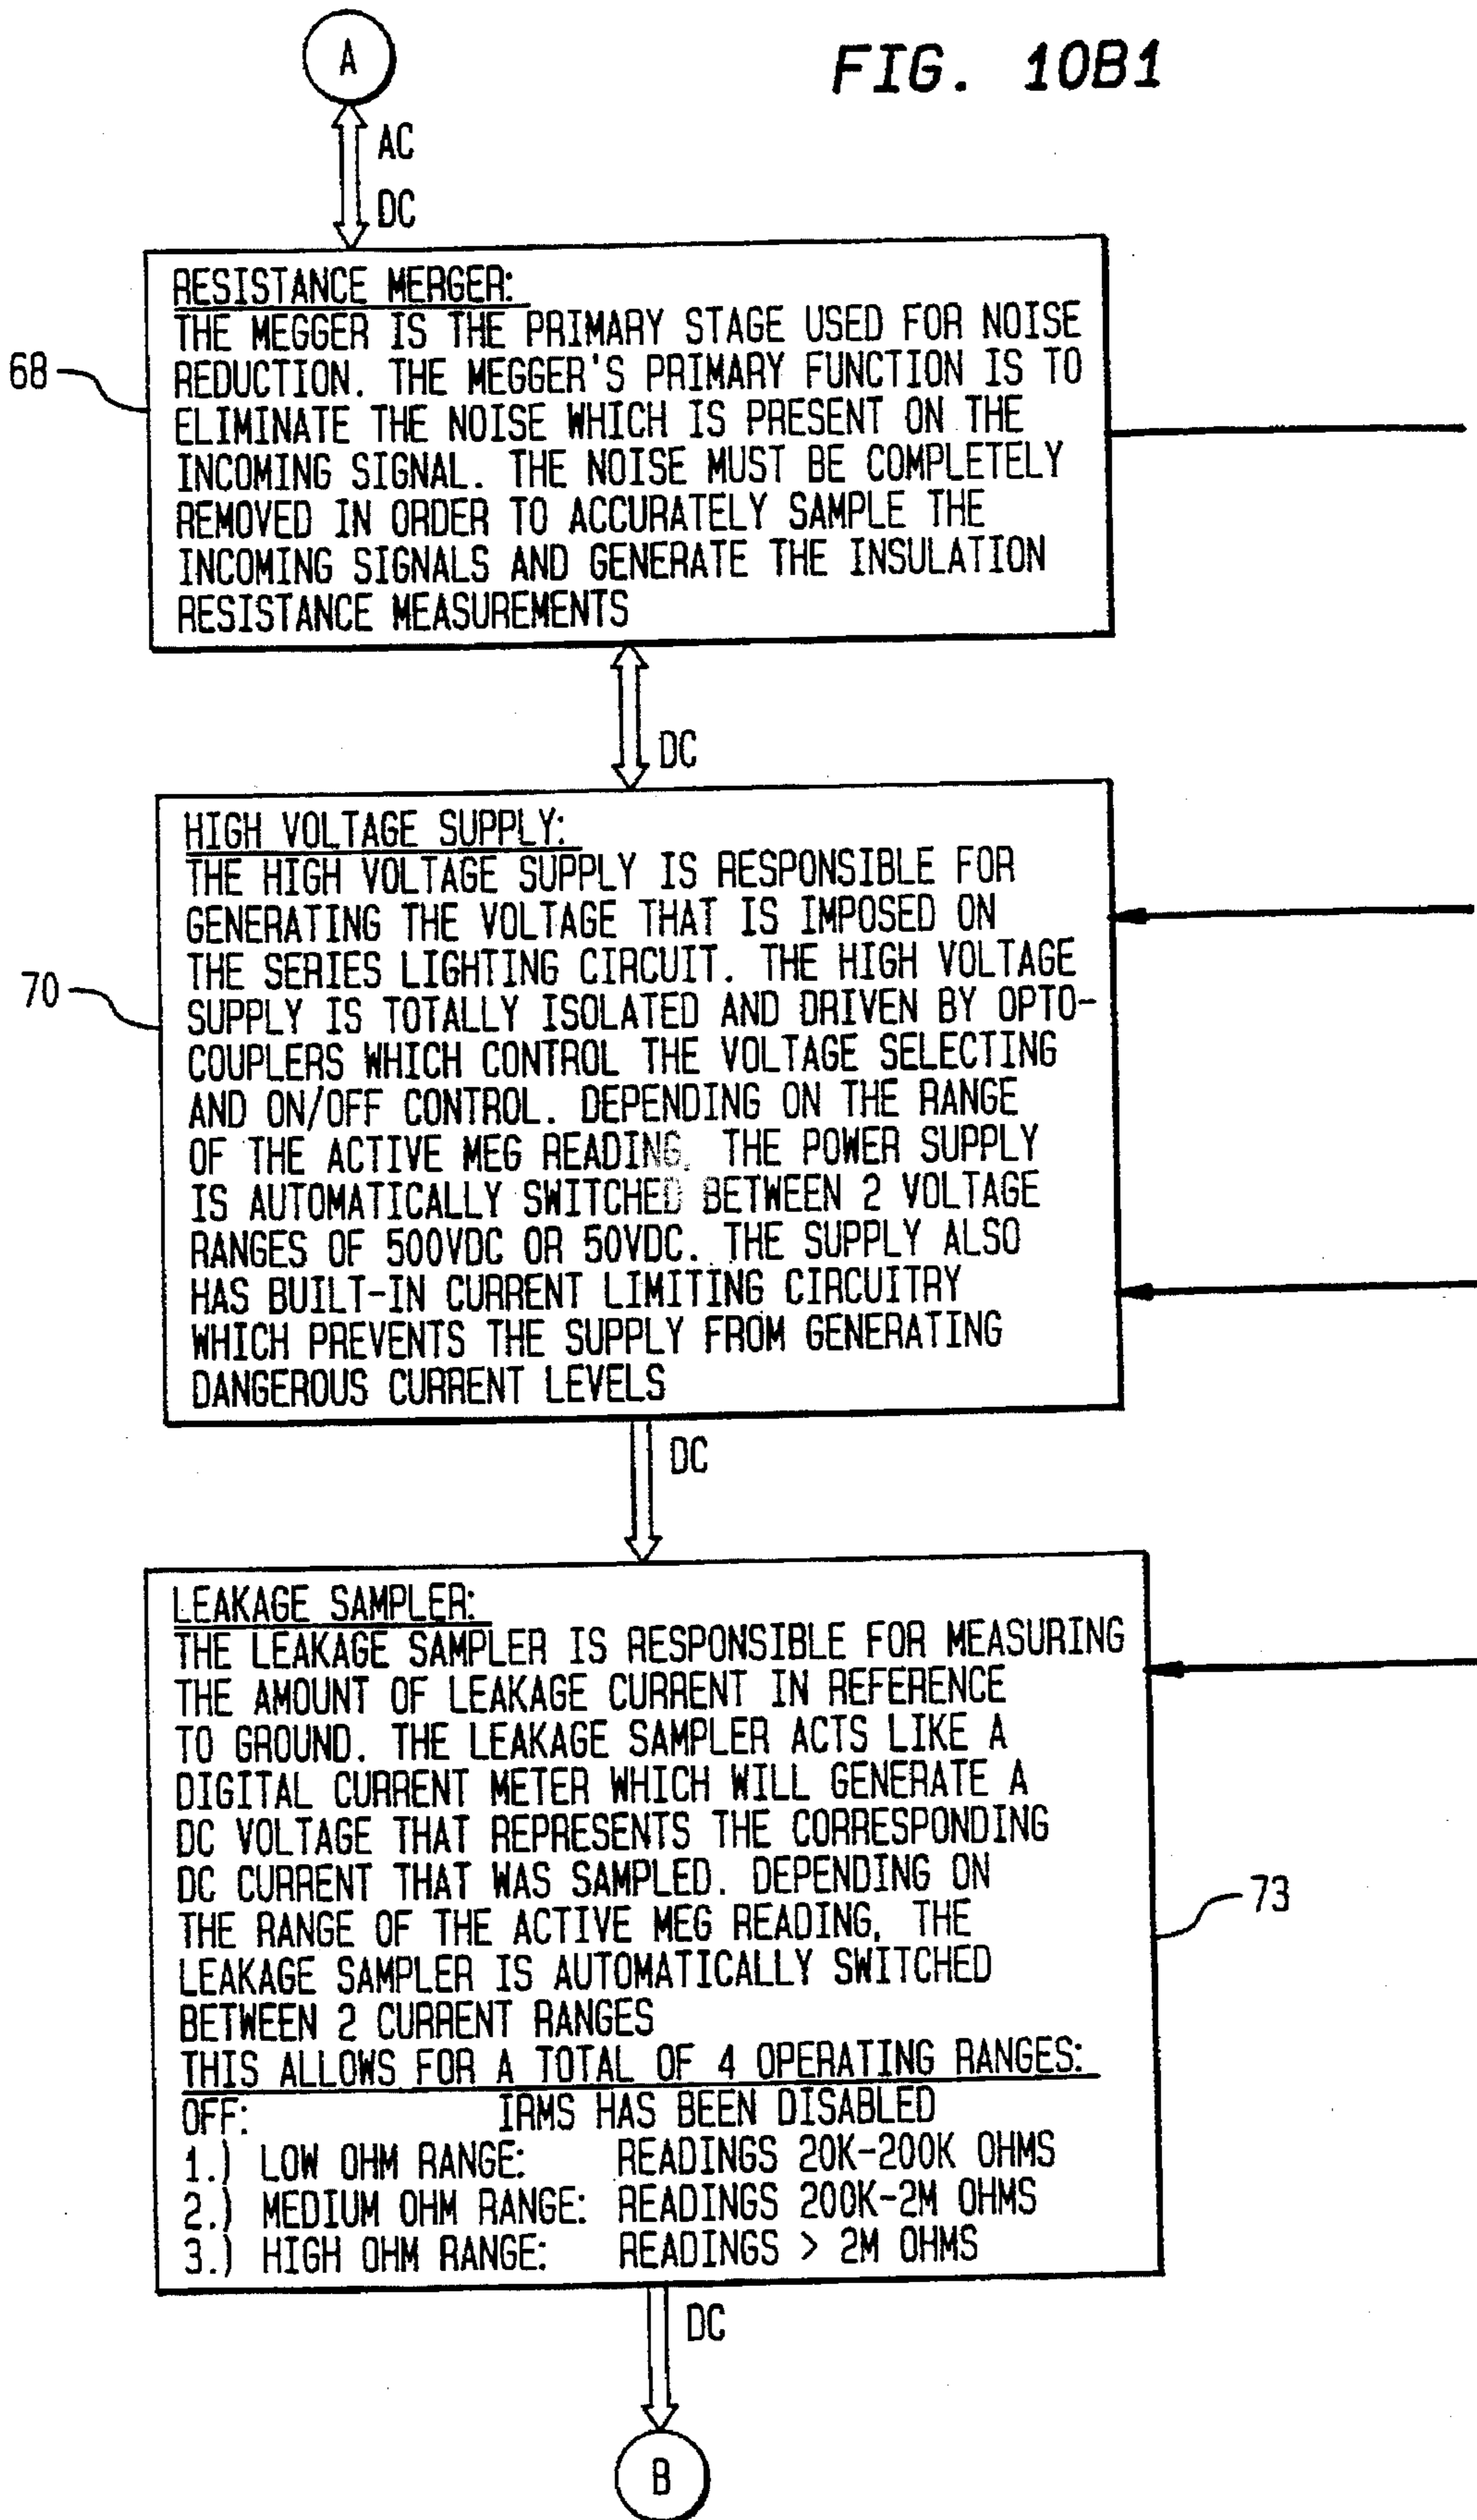 FIG. 10B1
A
AC
DC
RESISTANCE MERGER:
THE MEGGER IS THE PRIMARY STAGE USED FOR NOISE
REDUCTION. THE MEGGER'S PRIMARY FUNCTION IS TO
ELIMINATE THE NOISE WHICH IS PRESENT ON THE
INCOMING SIGNAL. THE NOISE MUST BE COMPLETELY
REMOVED IN ORDER TO ACCURATELY SAMPLE THE
INCOMING SIGNALS AND GENERATE THE INSULATION
RESISTANCE MEASUREMENTS
68
DC
HIGH VOLTAGE SUPPLY:
THE HIGH VOLTAGE SUPPLY IS RESPONSIBLE FOR
GENERATING THE VOLTAGE THAT IS IMPOSED ON
THE SERIES LIGHTING CIRCUIT. THE HIGH VOLTAGE
SUPPLY IS TOTALLY ISOLATED AND DRIVEN BY OPTO-
COUPLERS WHICH CONTROL THE VOLTAGE SELECTING
AND ON/OFF CONTROL. DEPENDING ON THE RANGE
OF THE ACTIVE MEG READING, THE POWER SUPPLY
IS AUTOMATICALLY SWITCHED BETWEEN 2 VOLTAGE
RANGES OF 500VDC OR 50VDC. THE SUPPLY ALSO
HAS BUILT-IN CURRENT LIMITING CIRCUITRY
WHICH PREVENTS THE SUPPLY FROM GENERATING
DANGEROUS CURRENT LEVELS
70
DC
LEAKAGE SAMPLER:
THE LEAKAGE SAMPLER IS RESPONSIBLE FOR MEASURING
THE AMOUNT OF LEAKAGE CURRENT IN REFERENCE
TO GROUND. THE LEAKAGE SAMPLER ACTS LIKE A
DIGITAL CURRENT METER WHICH WILL GENERATE A
DC VOLTAGE THAT REPRESENTS THE CORRESPONDING
DC CURRENT THAT WAS SAMPLED. DEPENDING ON
THE RANGE OF THE ACTIVE MEG READING, THE
LEAKAGE SAMPLER IS AUTOMATICALLY SWITCHED
BETWEEN 2 CURRENT RANGES
THIS ALLOWS FOR A TOTAL OF 4 OPERATING RANGES:
OFF: IRMS HAS BEEN DISABLED
1.) LOW OHM RANGE: READINGS 20K-200K OHMS
2.) MEDIUM OHM RANGE: READINGS 200K-2M OHMS
3.) HIGH OHM RANGE: READINGS > 2M OHMS
73
DC
B